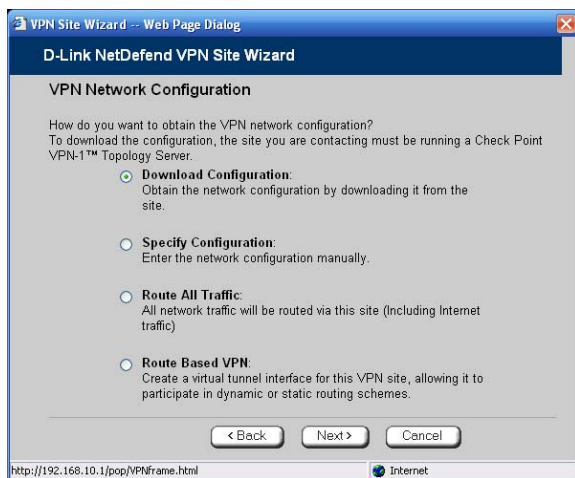 VPN Site Wizard -- Web Page Dialog
D-Link NetDefend VPN Site Wizard
VPN Network Configuration
How do you want to obtain the VPN network configuration?
To download the configuration, the site you are contacting must be running a Check Point
VPN-1™ Topology Server.
Download Configuration:
Obtain the network configuration by downloading it from the
site.
Specify Configuration:
Enter the network configuration manually.
Route All Traffic:
All network traffic will be routed via this site (Including Internet
traffic)
Route Based VPN:
Create a virtual tunnel interface for this VPN site, allowing it to
participate in dynamic or static routing schemes.
< Back Next > Cancel
http://192.168.10.1/pop/VPNframe.html Internet